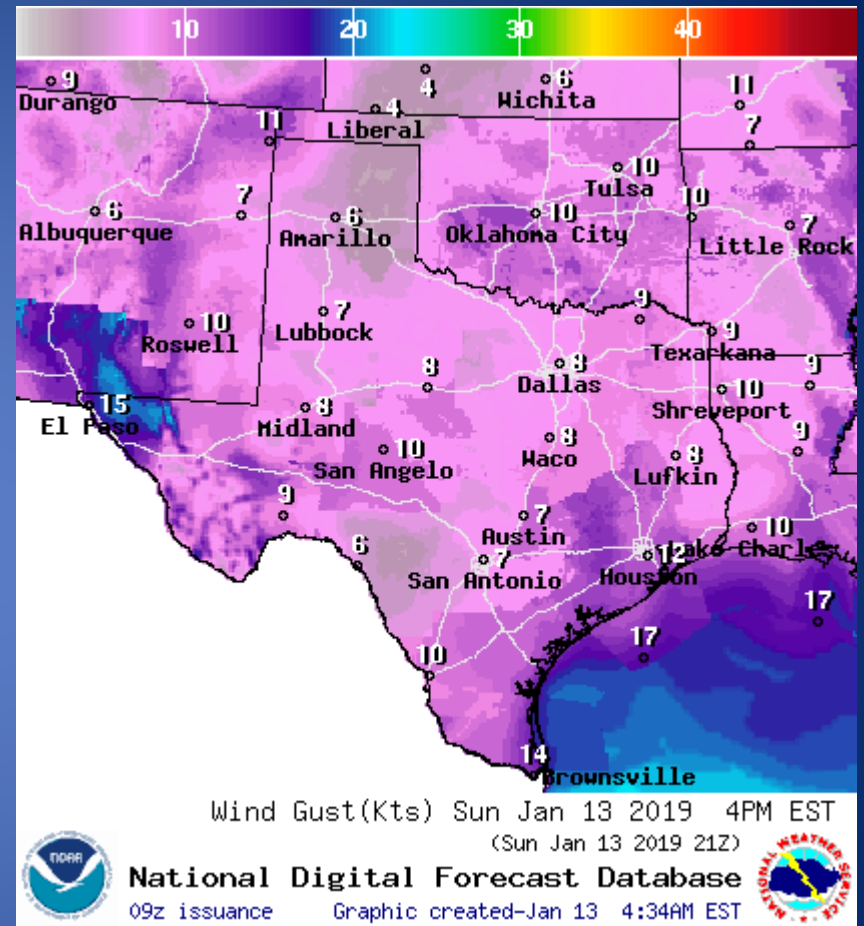 10 20 30 40
9
Durango
4
6
Wichita
11
4
Liberal
11
7
10
Tulsa
6
Albuquerque
7
6
Amarillo
10
Oklahoma City
10
7
Little Rock
10
Roswell
7
Lubbock
9
9
Texarkana
8
8
Dallas
10
Shreveport
9
15
El Paso
8
Midland
10
San Angelo
8
Waco
8
Lufkin
9
9
7
Austin
10
Lake Charl
6
7
San Antonio
12
Houston
17
17
10
14
Brownsville
Wind Gust(Kts) Sun Jan 13 2019 4PM EST
(Sun Jan 13 2019 21Z)
NOAA
National Digital Forecast Database
NATIONAL WEATHER SERVICE
09z issuance Graphic created-Jan 13 4:34AM EST